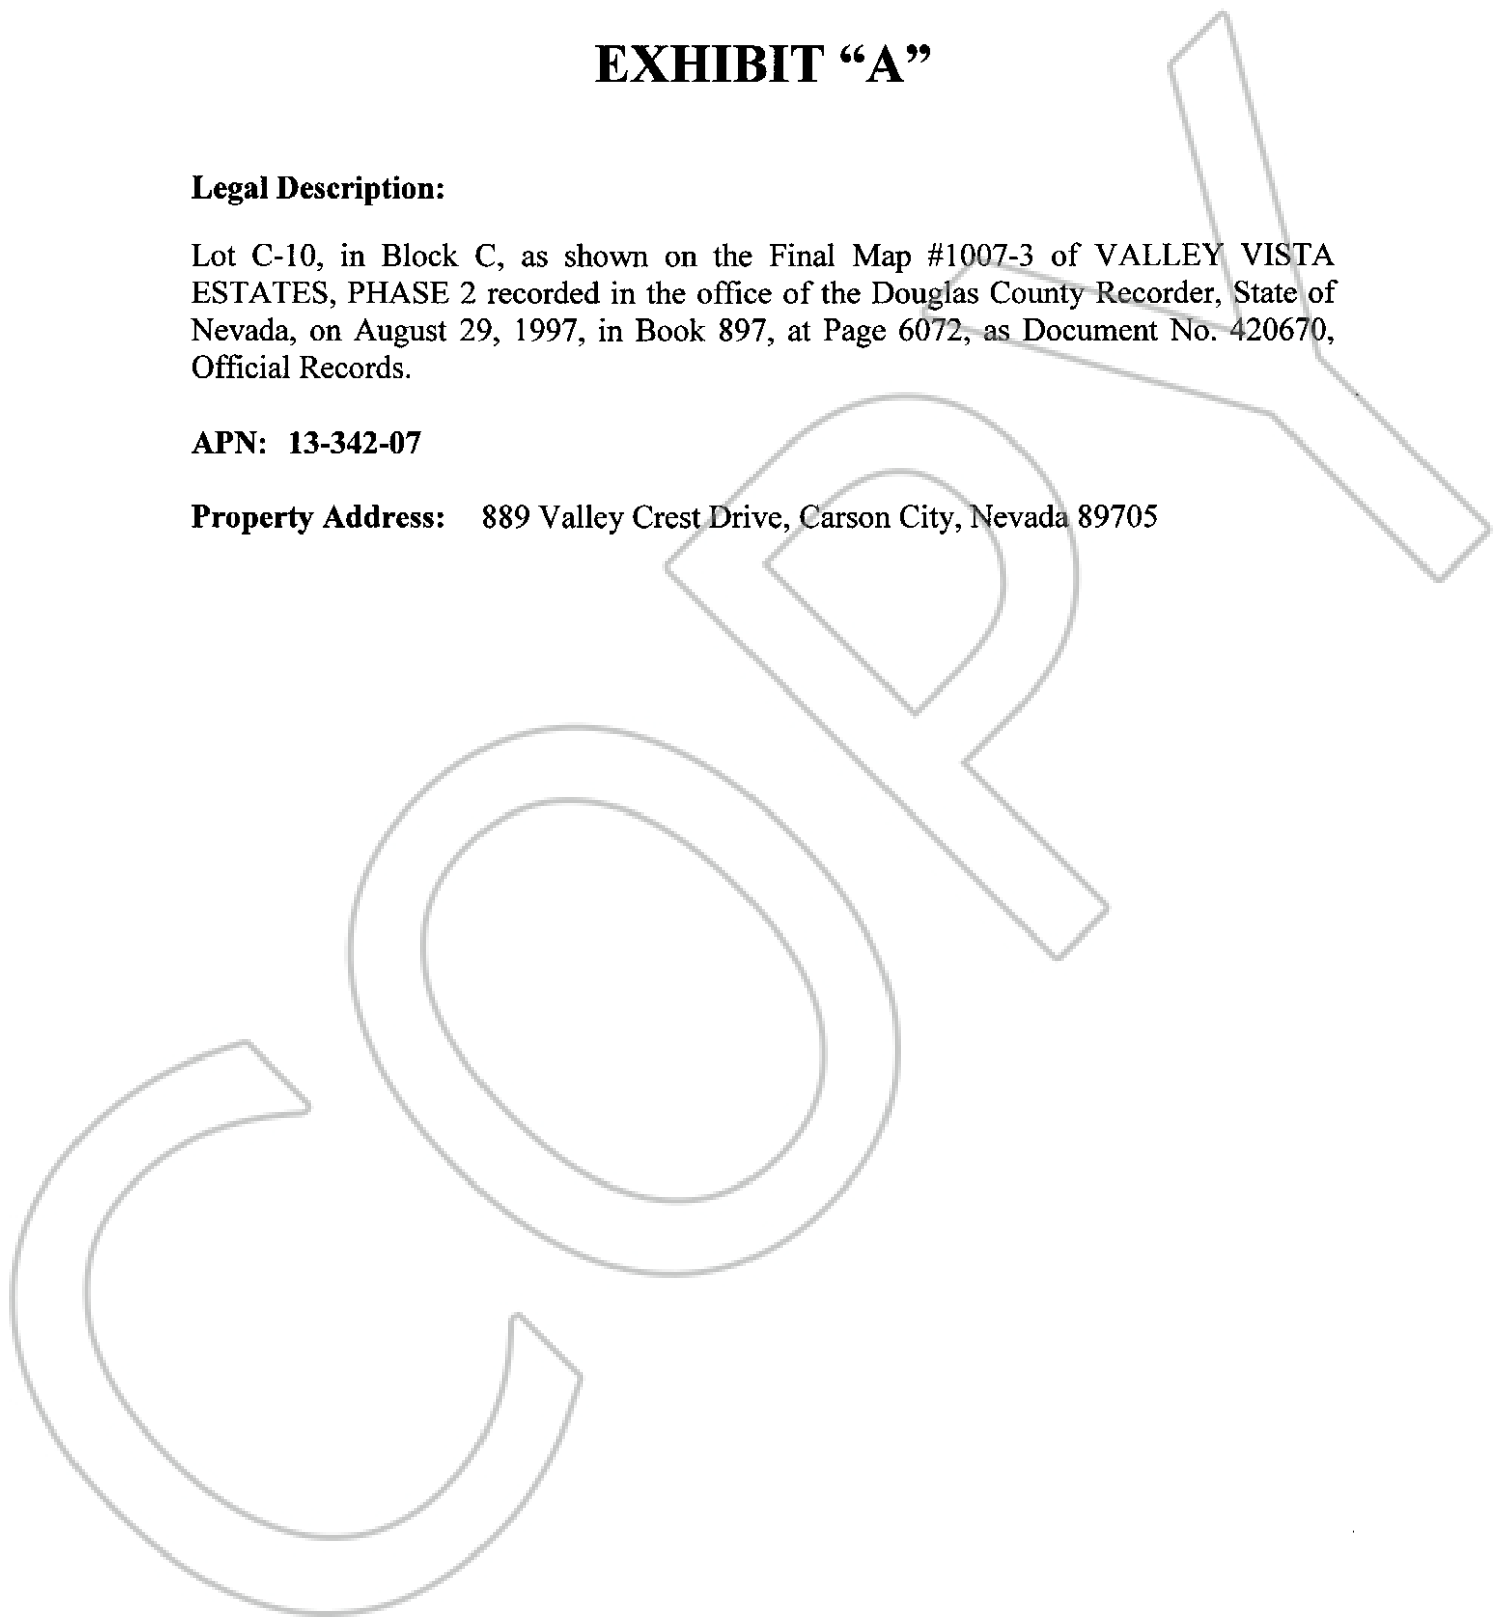 EXHIBIT “A”
Legal Description:
Lot C-10, in Block C, as shown on the Final Map #1007-3 of VALLEY VISTA
ESTATES, PHASE 2 recorded in the office of the Douglas County Recorder, State of
Nevada, on August 29, 1997, in Book 897, at Page 6072, as Document No. 420670,
Official Records.
APN: 13-342-07
Property Address: 889 Valley Crest Drive, Carson City, Nevada 89705
COPY